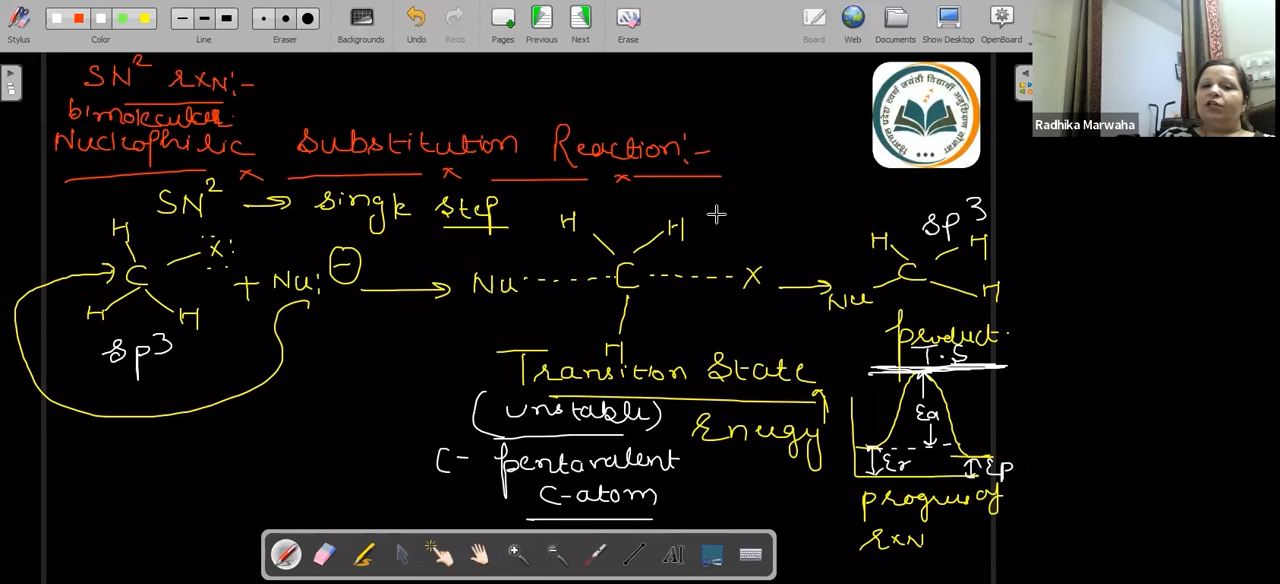 Stylus
Color
Line
Eraser
Backgrounds
Undo
Redo
Pages
Previous
Next
Erase
Board
Web
Documents
Show Desktop
OpenBoard
Radhika Marwaha
SN² rxN:-
bimolecular
Nucleophilic Substitution Reaction:-
SN² → single step
H
C X:
H H
sp³
+ Nu: ⊖ →
H H
Nu ------ C ------ X →
H
Transition State
(unstable)
C- pentavalent
C-atom
Energy
sp³
H H
C
Nu H
product
T.S
Ea
Er
Ep
progress of
rxN